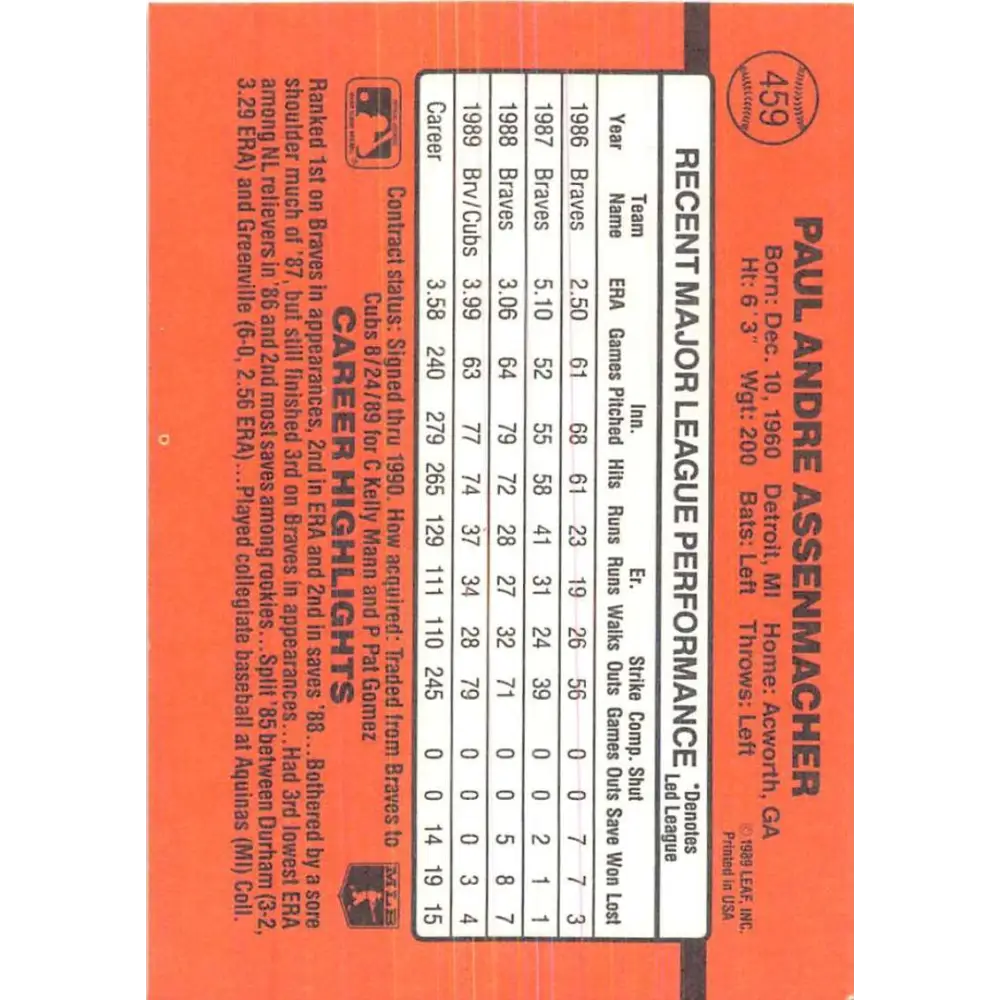 459
PAUL ANDRE ASSENMACHER
Born: Dec. 10, 1960 Detroit, MI Home: Acworth, GA
Ht: 6' 3" Wgt: 200 Bats: Left Throws: Left
©1989 LEAF, INC.
Printed in USA
RECENT MAJOR LEAGUE PERFORMANCE *Denotes Led League
Year Team Name ERA Games Inn. Pitched Hits Runs Er. Runs Walks Strike Outs Comp. Games Shut Outs Save Won Lost
1986 Braves 2.50 61 68 61 23 19 26 56 0 0 7 7 3
1987 Braves 5.10 52 55 58 41 31 24 39 0 0 2 1 1
1988 Braves 3.06 64 79 72 28 27 32 71 0 0 5 8 7
1989 Brv/Cubs 3.99 63 77 74 37 34 28 79 0 0 0 3 4
Career 3.58 240 279 265 129 111 110 245 0 0 14 19 15
Contract status: Signed thru 1990. How acquired: Traded from Braves to
Cubs 8/24/89 for C Kelly Mann and P Pat Gomez
MLB
CAREER HIGHLIGHTS
Ranked 1st on Braves in appearances, 2nd in ERA and 2nd in saves '88...Bothered by a sore
shoulder much of '87, but still finished 3rd on Braves in appearances...Had 3rd lowest ERA
among NL relievers in '86 and 2nd most saves among rookies...Split '85 between Durham (3-2,
3.29 ERA) and Greenville (6-0, 2.56 ERA)...Played collegiate baseball at Aquinas (MI) Coll.